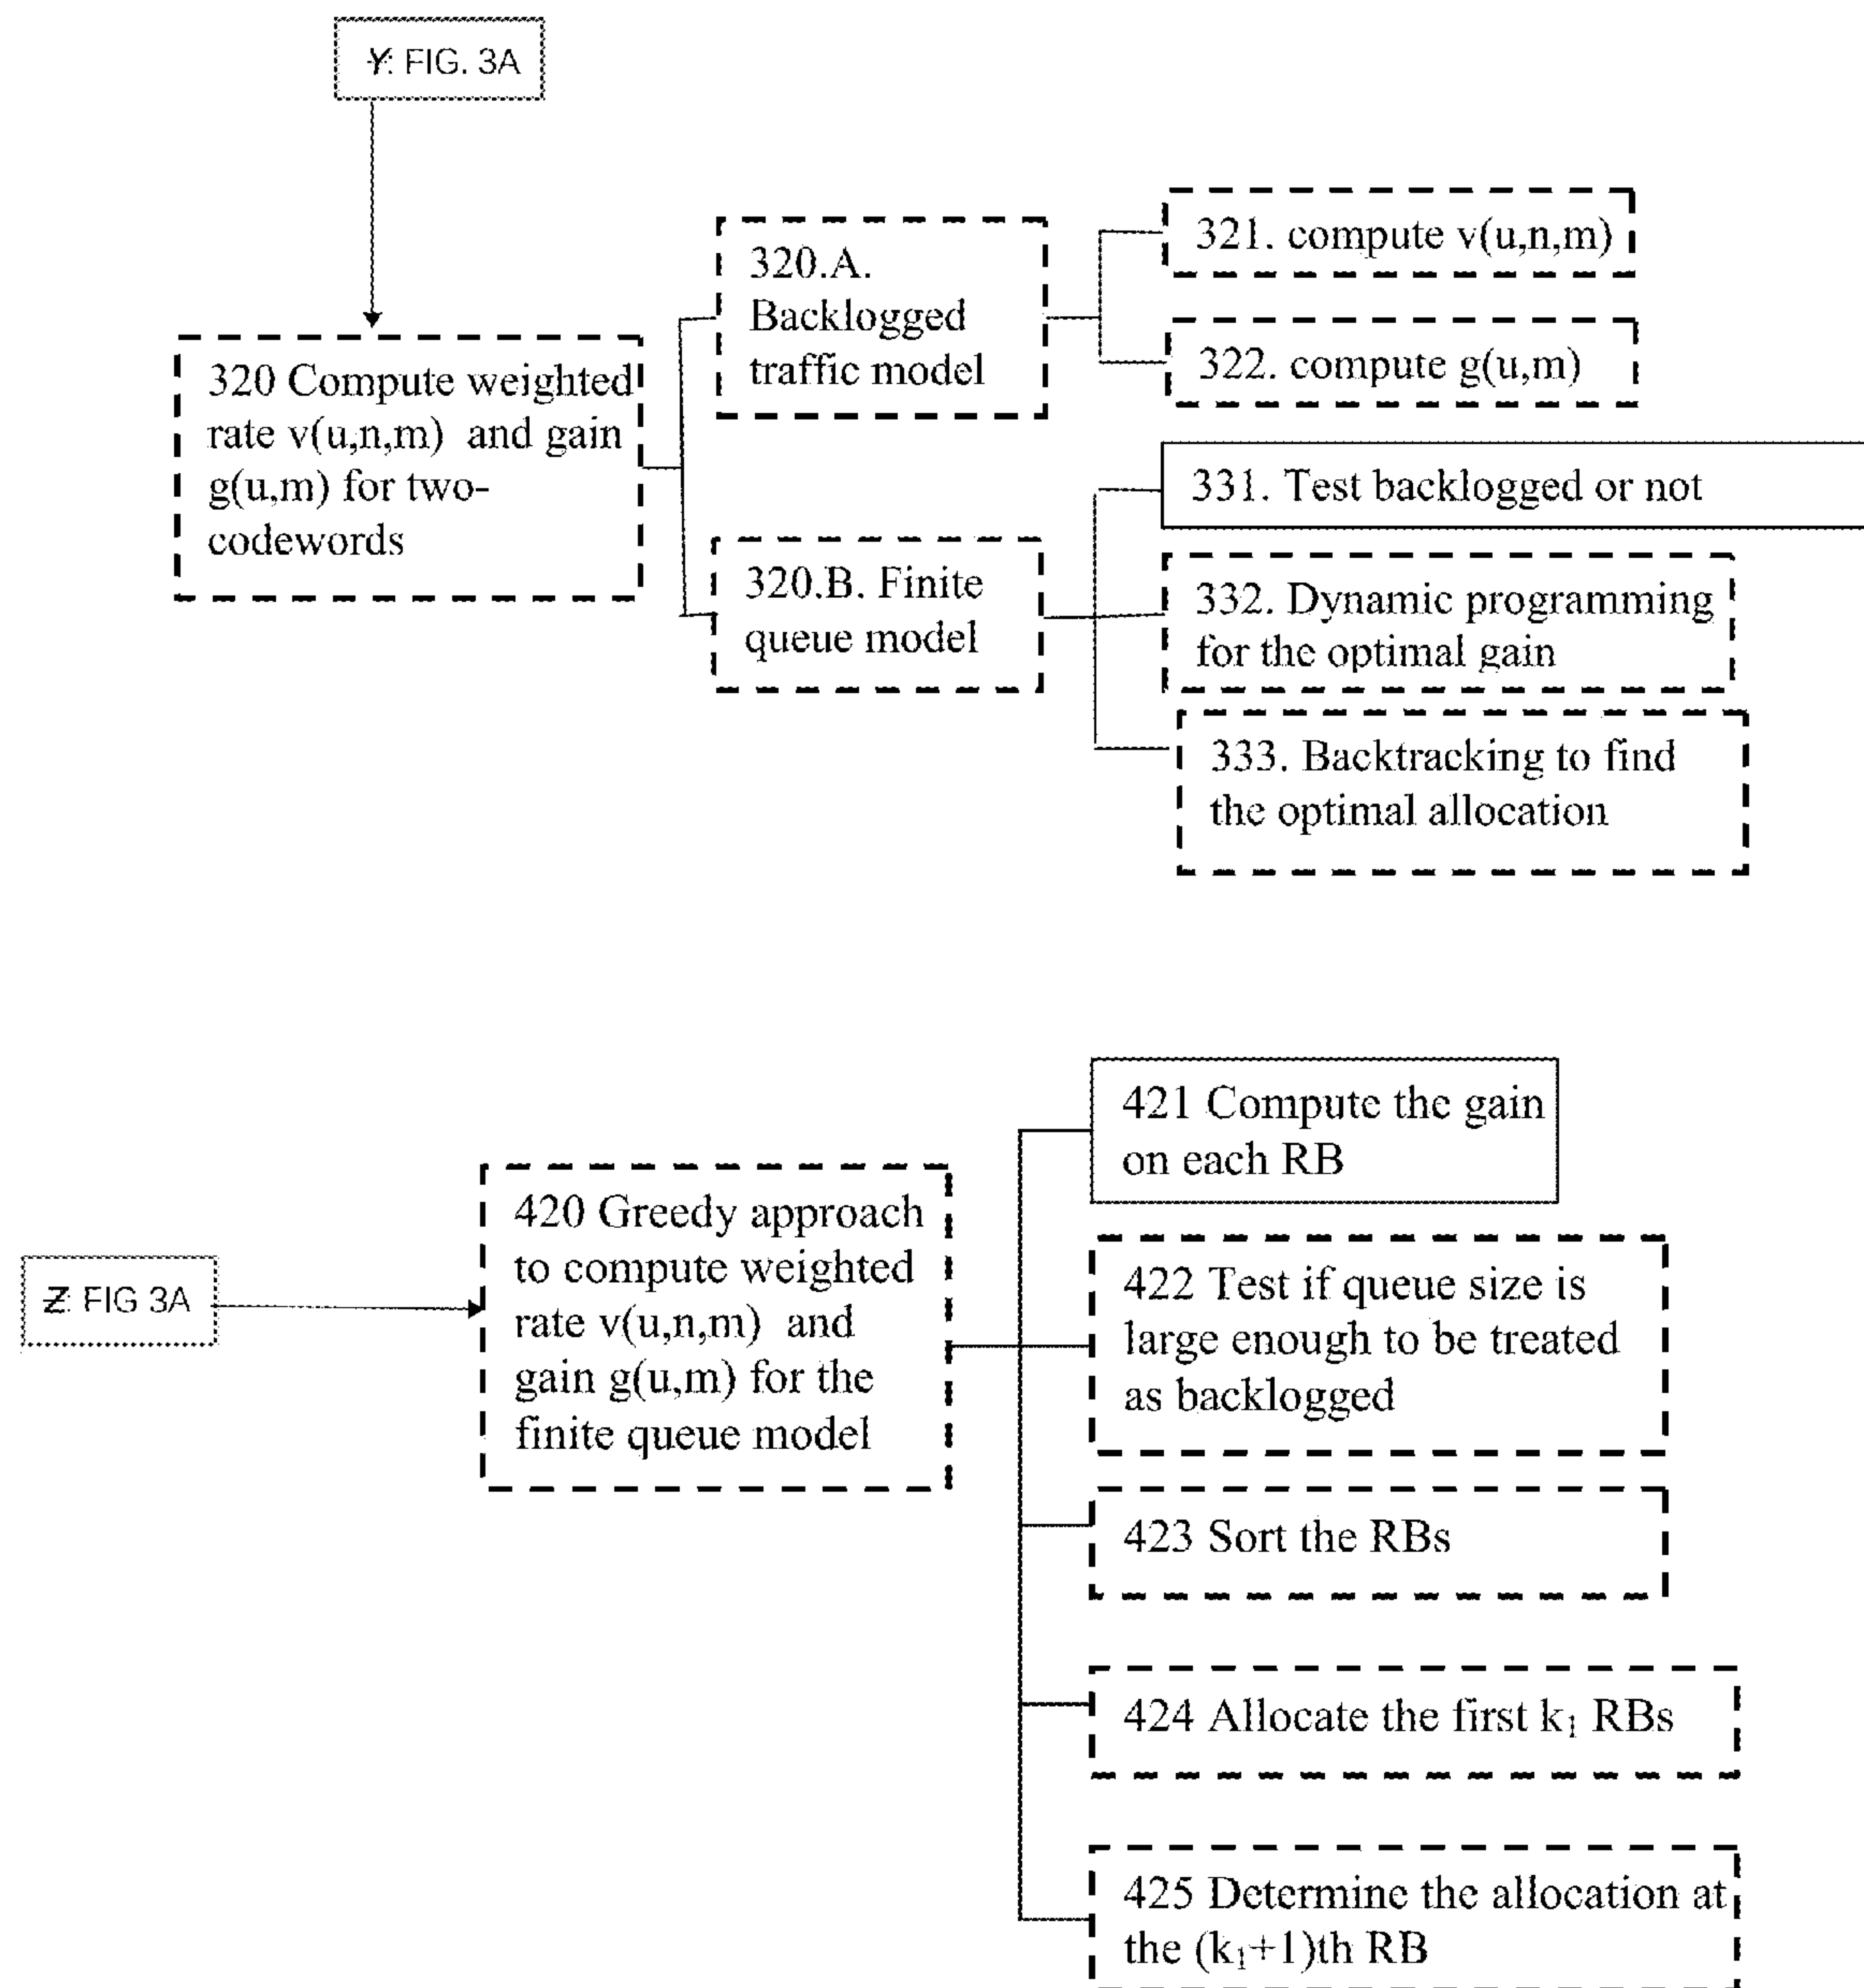 Y: FIG. 3A
320 Compute weighted
rate v(u,n,m) and gain
g(u,m) for two-
codewords
320.A.
Backlogged
traffic model
320.B. Finite
queue model
321. compute v(u,n,m)
322. compute g(u,m)
331. Test backlogged or not
332. Dynamic programming
for the optimal gain
333. Backtracking to find
the optimal allocation
Z: FIG 3A
420 Greedy approach
to compute weighted
rate v(u,n,m) and
gain g(u,m) for the
finite queue model
421 Compute the gain
on each RB
422 Test if queue size is
large enough to be treated
as backlogged
423 Sort the RBs
424 Allocate the first k₁ RBs
425 Determine the allocation at
the (k₁+1)th RB